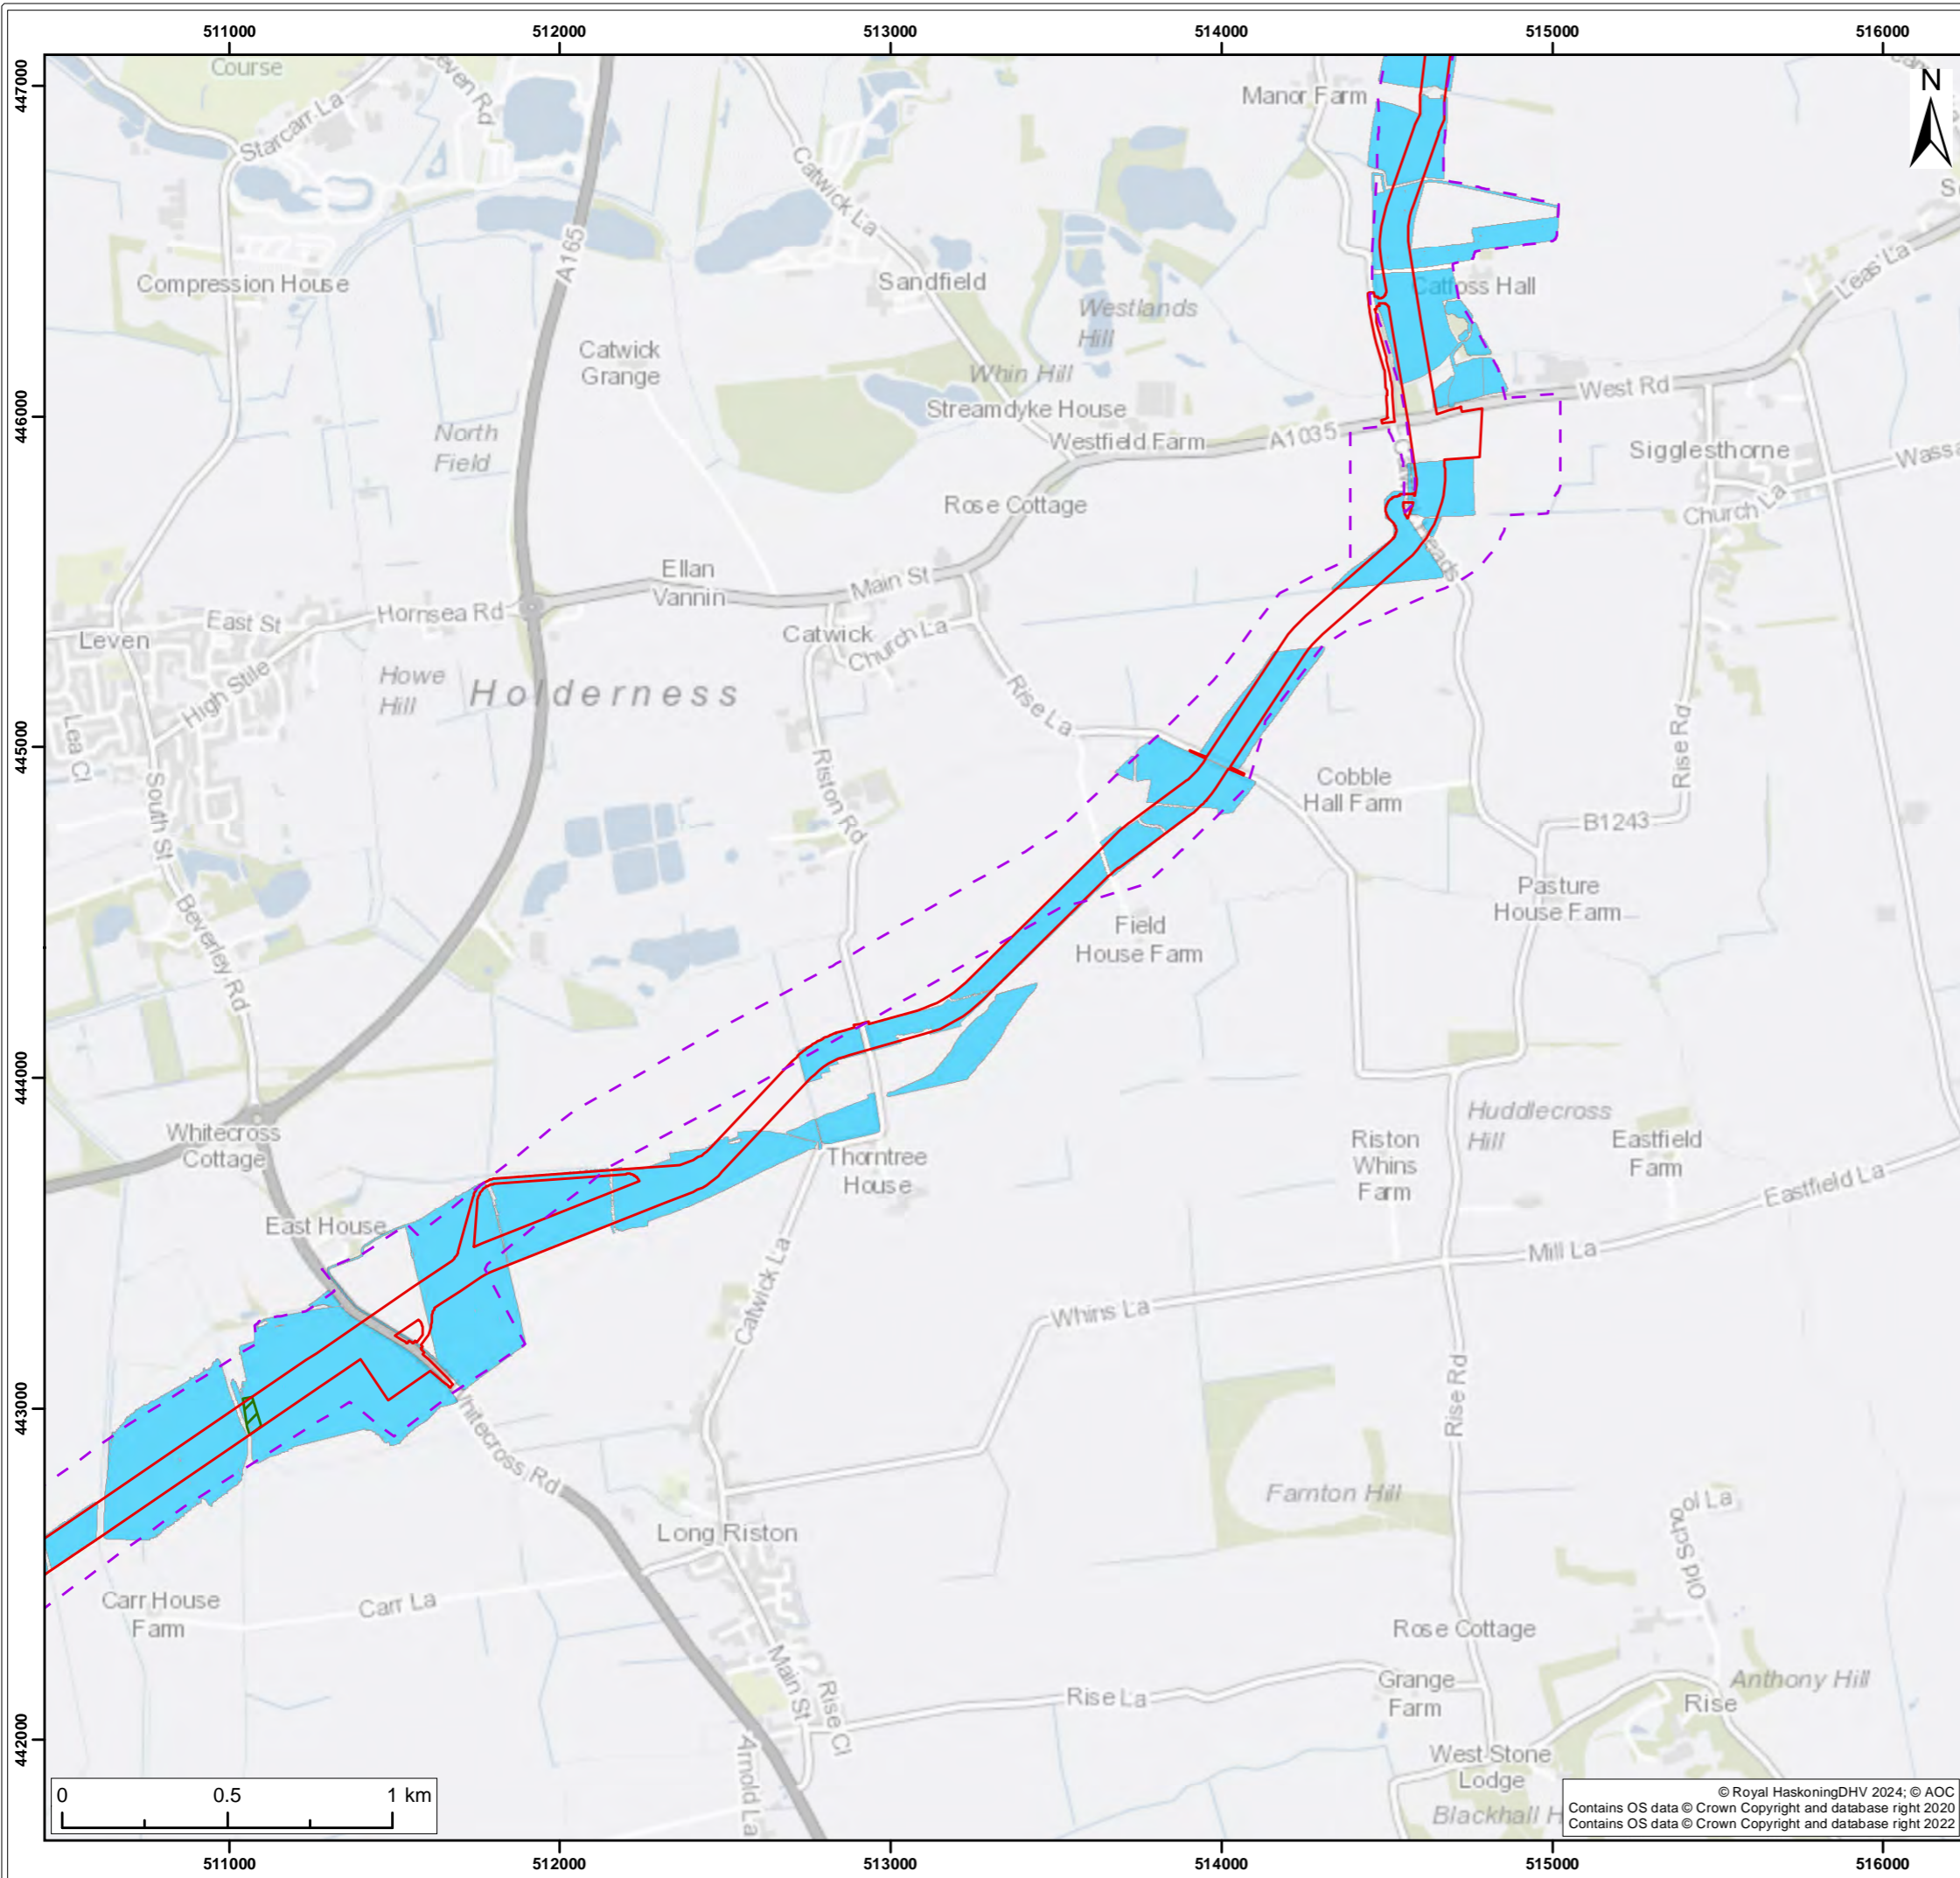 511000
512000
513000
514000
515000
516000
447000
446000
445000
444000
443000
442000
N
Course
Starcarr La
Manor Farm
Catwick La
A165
Compression House
Sandfield
Catfoss Hall
Leas La
Westlands
Hill
Catwick
Grange
Whin Hill
West Rd
Streamdyke House
Westfield Farm
A1035
North
Field
Sigglesthorne
Rose Cottage
Church La
Ellan
Vannin
Main St
East St
Hornsea Rd
Leven
Catwick
Church La
High Stile
Howe
Hill
Holderness
Rise La
Lea Cl
Rise Rd
South St
Riston Rd
Cobble
Hall Farm
B1243
Pasture
House Farm
Beverley Rd
Field
House Farm
Whitecross
Cottage
Huddlecross
Hill
Riston
Whins
Farm
Eastfield
Farm
Thorntree
House
Eastfield La
East House
Mill La
Catwick La
Whins La
Rise Rd
Whitecross Rd
Farnton Hill
Old School La
Long Riston
Carr House
Farm
Carr La
Rose Cottage
Main St
Rise Cl
Rise La
Grange
Farm
Anthony Hill
Rise
Arnold La
West Stone
Lodge
Blackhall H
0 0.5 1 km
© Royal HaskoningDHV 2024; © AOC
Contains OS data © Crown Copyright and database right 2020
Contains OS data © Crown Copyright and database right 2022
511000
512000
513000
514000
515000
516000